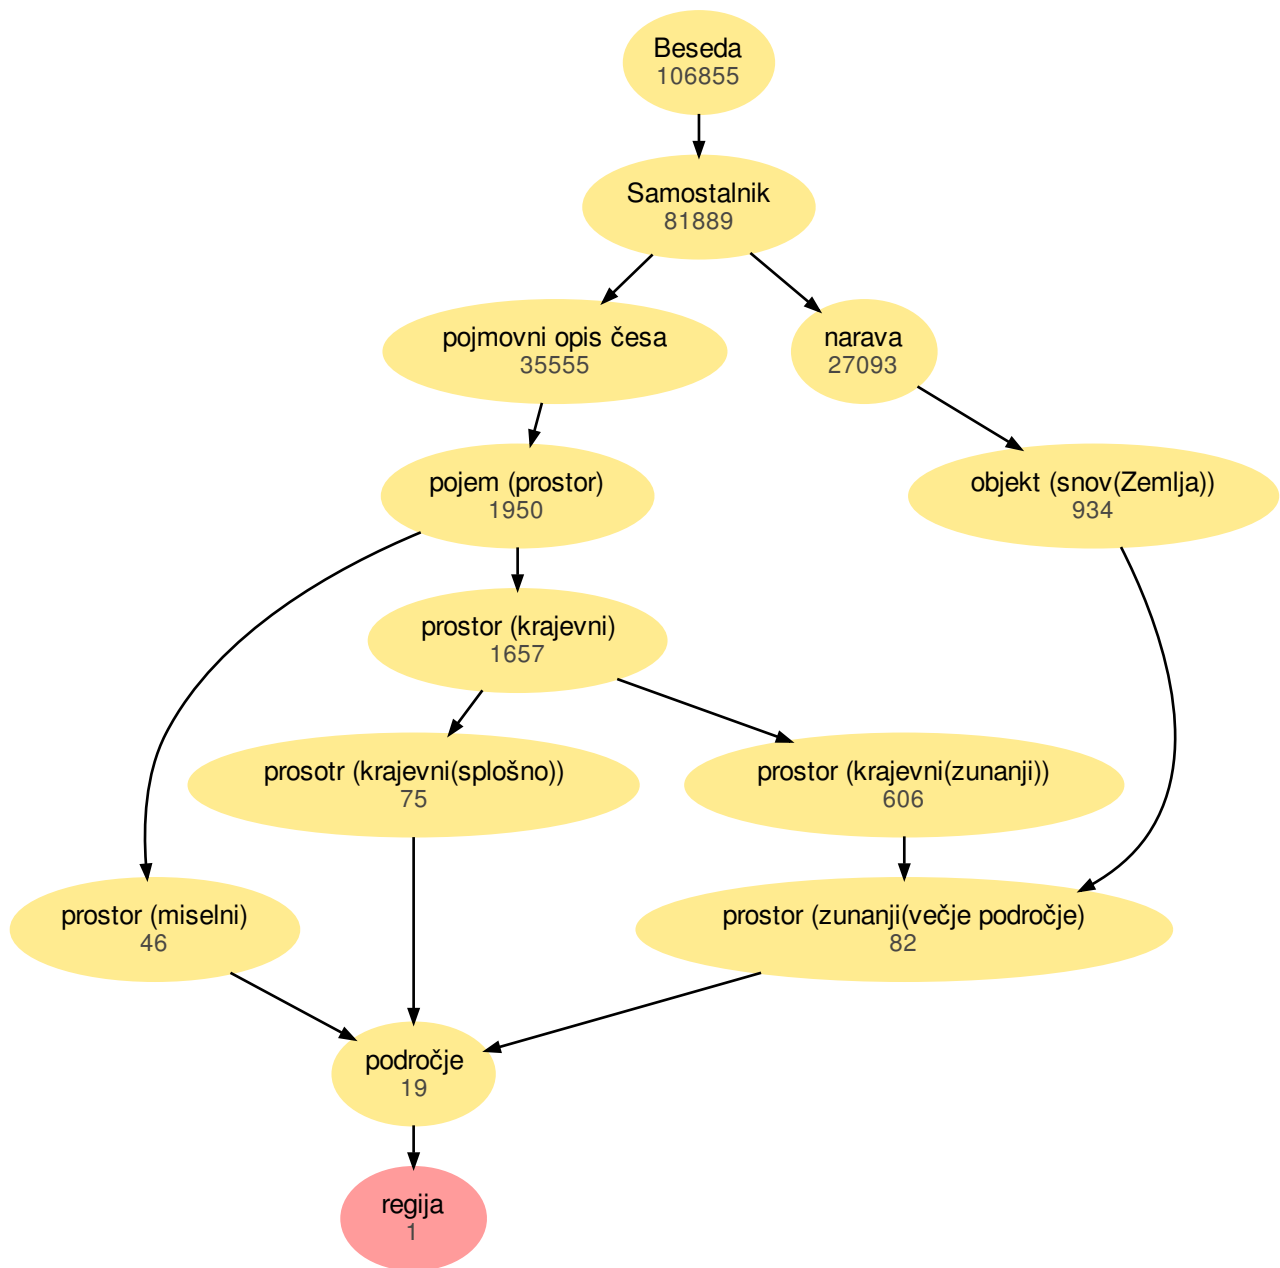 Beseda
106855
Samostalnik
81889
pojmovni opis česa
35555
narava
27093
pojem (prostor)
1950
objekt (snov(Zemlja))
934
prostor (krajevni)
1657
prosotr (krajevni(splošno))
75
prostor (krajevni(zunanji))
606
prostor (miselni)
46
prostor (zunanji(večje področje)
82
področje
19
regija
1